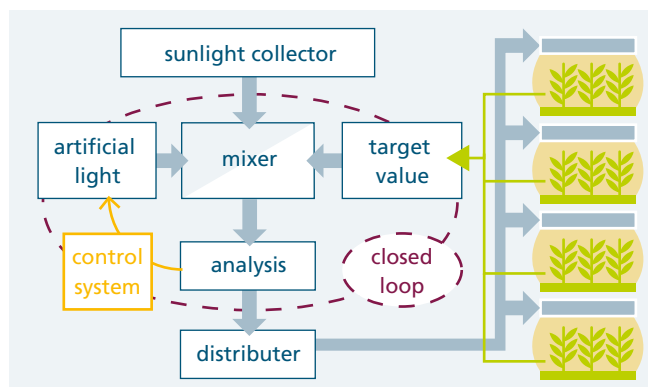 sunlight collector
artificial
light
mixer
target
value
control
system
analysis
closed
loop
distributer